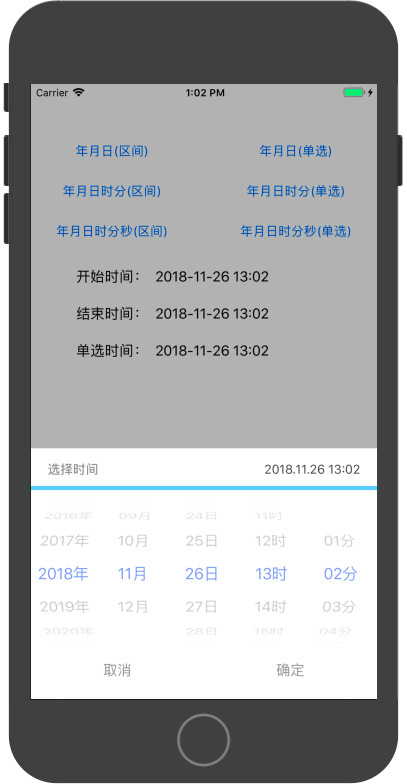 Carrier 1:02 PM
年月日(区间) 年月日(单选)
年月日时分(区间) 年月日时分(单选)
年月日时分秒(区间) 年月日时分秒(单选)
开始时间： 2018-11-26 13:02
结束时间： 2018-11-26 13:02
单选时间： 2018-11-26 13:02
选择时间 2018.11.26 13:02
2016年 09月 24日 11时
2017年 10月 25日 12时 01分
2018年 11月 26日 13时 02分
2019年 12月 27日 14时 03分
2020年 28日 15时 04分
取消 确定